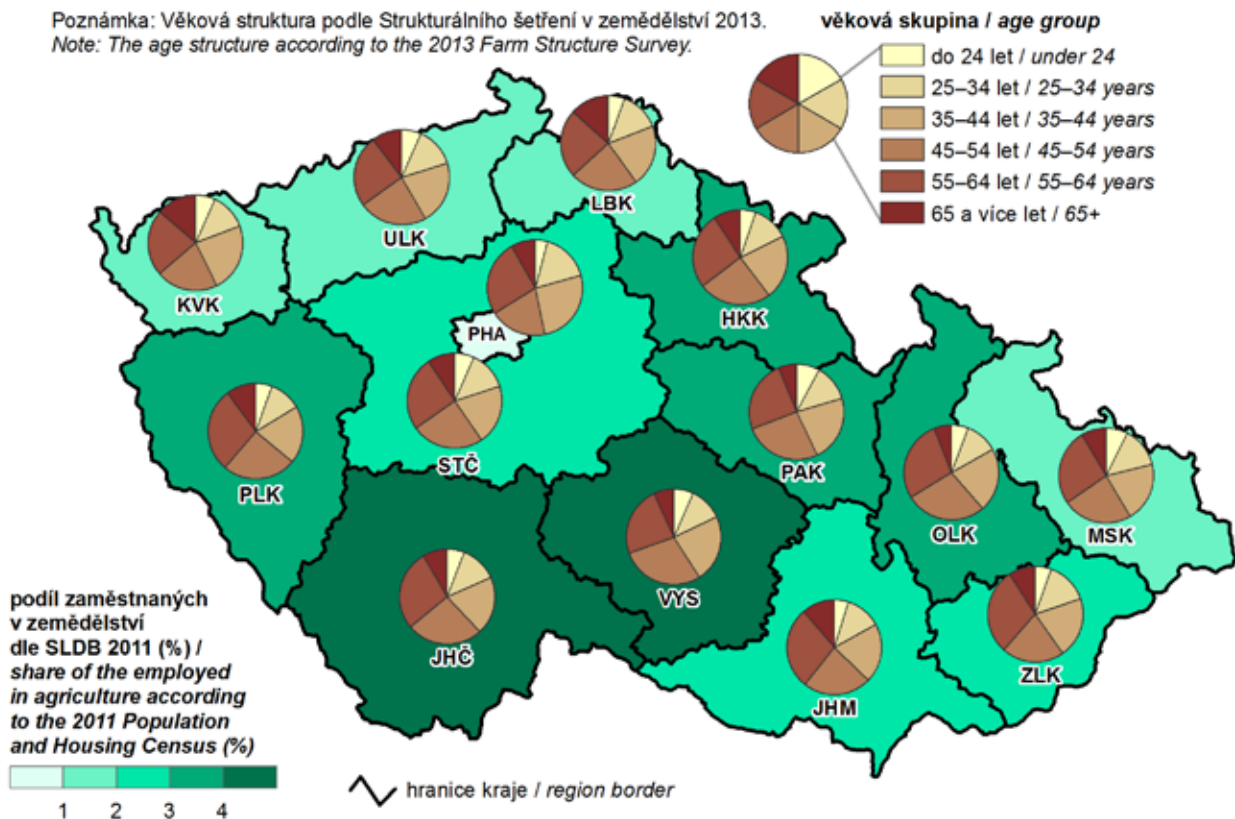 Poznámka: Věková struktura podle Strukturálního šetření v zemědělství 2013.
Note: The age structure according to the 2013 Farm Structure Survey.
věková skupina / age group
do 24 let / under 24
25–34 let / 25–34 years
35–44 let / 35–44 years
45–54 let / 45–54 years
55–64 let / 55–64 years
65 a více let / 65+
LBK
ULK
KVK
HKK
PHA
STČ
PLK
PAK
OLK
MSK
VYS
JHČ
ZLK
JHM
podíl zaměstnaných
v zemědělství
dle SLDB 2011 (%) /
share of the employed
in agriculture according
to the 2011 Population
and Housing Census (%)
1 2 3 4
hranice kraje / region border